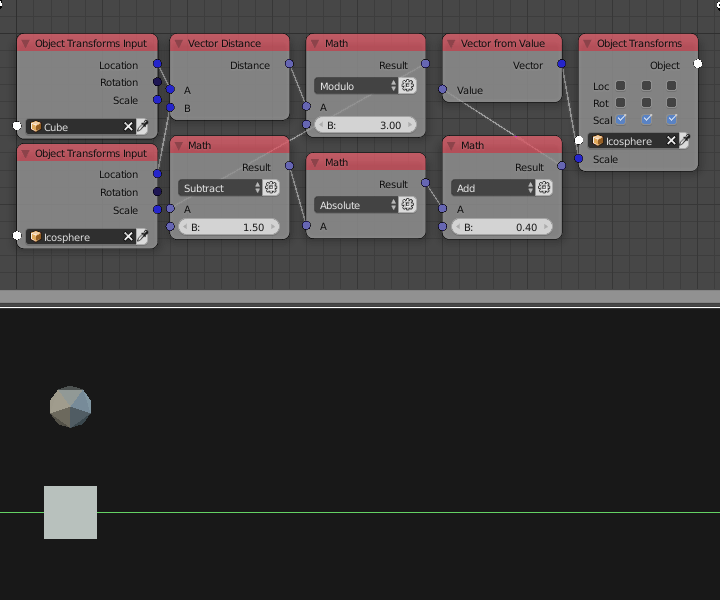 Object Transforms Input
Location
Rotation
Scale
Cube
Object Transforms Input
Location
Rotation
Scale
Icosphere
Vector Distance
Distance
A
B
Math
Result
Subtract
A
B: 1.50
Math
Result
Modulo
A
B: 3.00
Math
Result
Absolute
A
Vector from Value
Vector
Value
Math
Result
Add
A
B: 0.40
Object Transforms
Object
Loc
Rot
Scal
Icosphere
Scale